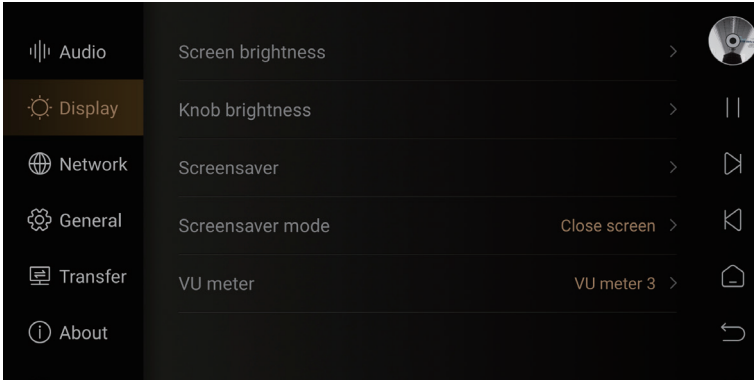 Audio
Display
Network
General
Transfer
About
Screen brightness
Knob brightness
Screensaver
Screensaver mode Close screen
VU meter VU meter 3